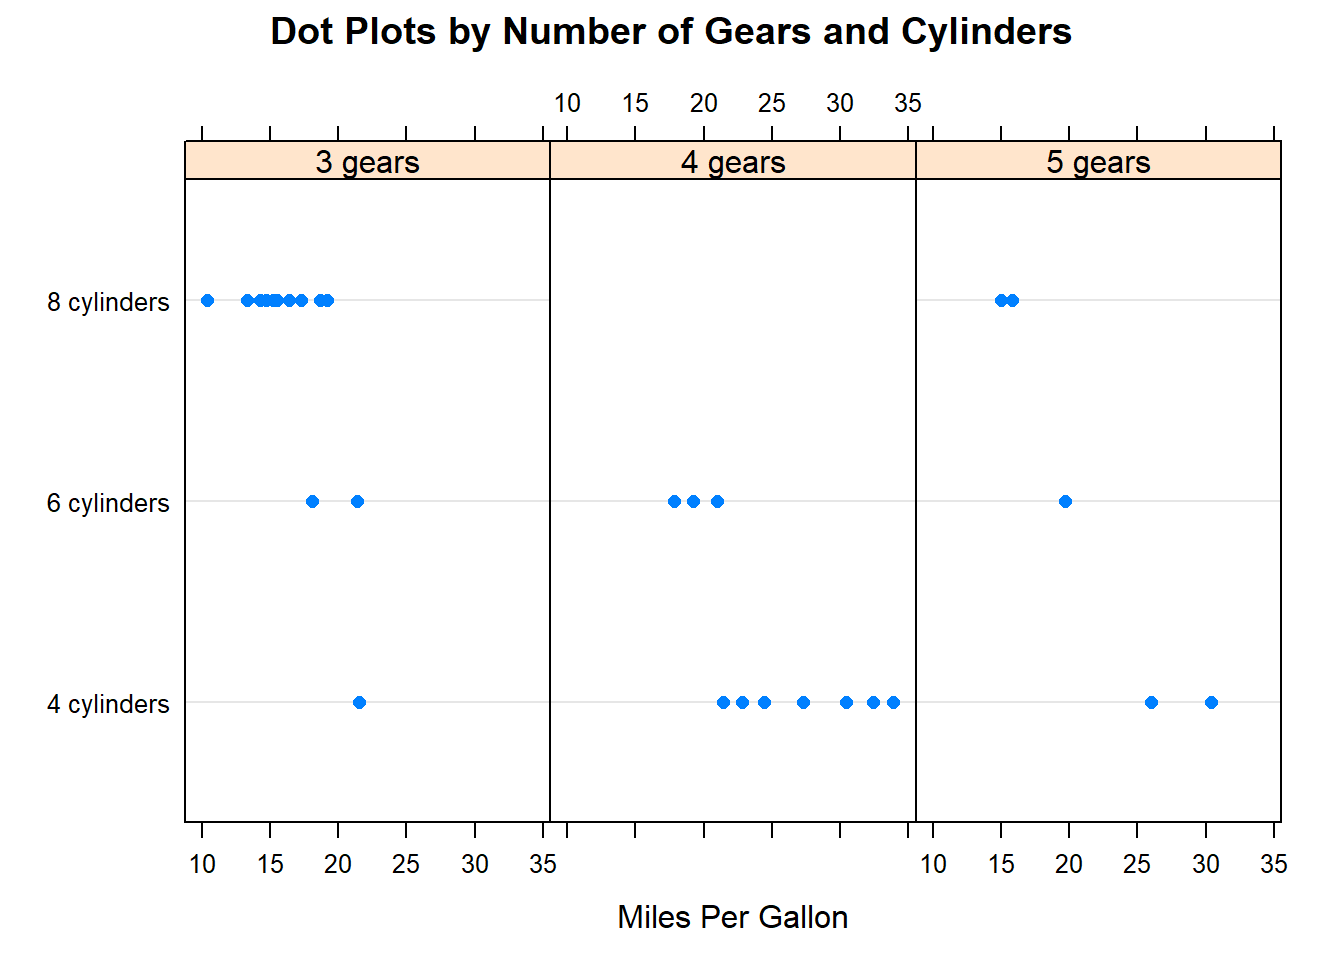 Dot Plots by Number of Gears and Cylinders
10 15 20 25 30 35
3 gears 4 gears 5 gears
8 cylinders
6 cylinders
4 cylinders
10 15 20 25 30 35 10 15 20 25 30 35
Miles Per Gallon